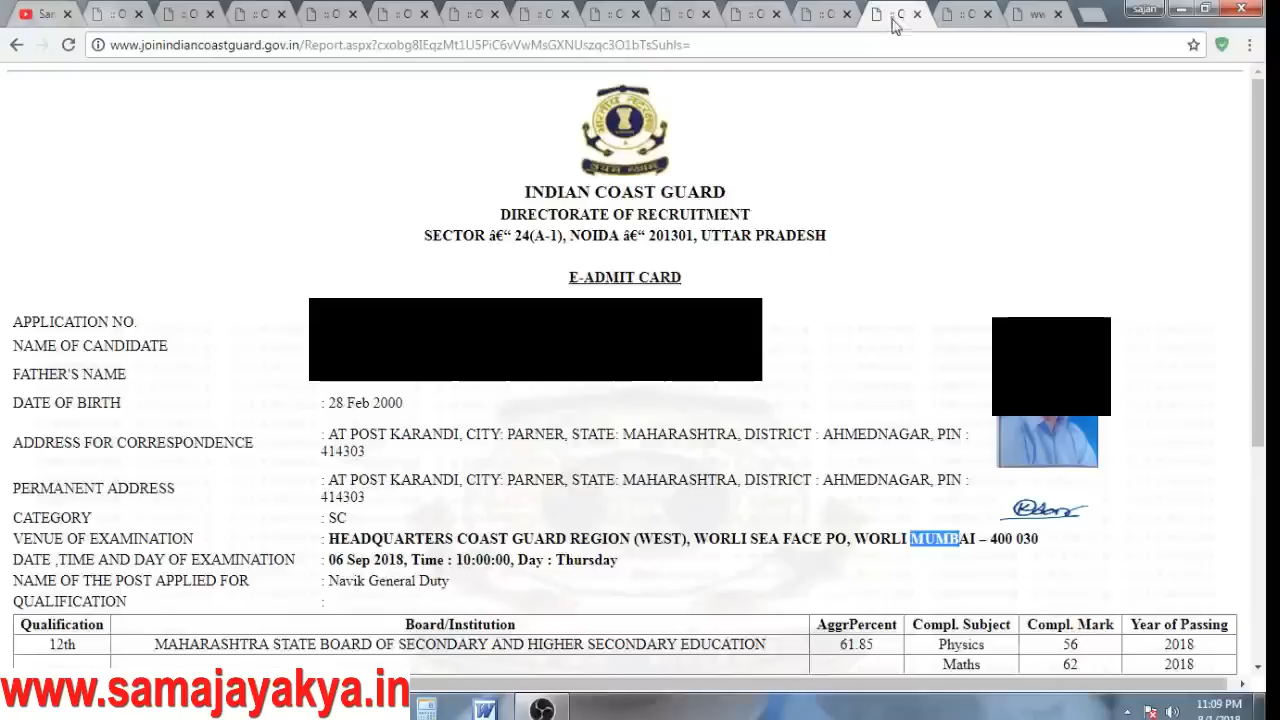 San
:: C
:: C
:: C
:: C
:: C
:: C
:: C
:: C
:: C
:: C
:: C
:: C
:: C
ww
sajan
www.joinindiancoastguard.gov.in/Report.aspx?cxobg8IEqzMt1U5PiC6vVwMsGXNUszqc3O1bTsSuhIs=
INDIAN COAST GUARD
DIRECTORATE OF RECRUITMENT
SECTOR â€“ 24(A-1), NOIDA â€“ 201301, UTTAR PRADESH
E-ADMIT CARD
APPLICATION NO.
NAME OF CANDIDATE
FATHER'S NAME
DATE OF BIRTH : 28 Feb 2000
ADDRESS FOR CORRESPONDENCE : AT POST KARANDI, CITY: PARNER, STATE: MAHARASHTRA, DISTRICT : AHMEDNAGAR, PIN :
414303
PERMANENT ADDRESS : AT POST KARANDI, CITY: PARNER, STATE: MAHARASHTRA, DISTRICT : AHMEDNAGAR, PIN :
414303
CATEGORY : SC
VENUE OF EXAMINATION : HEADQUARTERS COAST GUARD REGION (WEST), WORLI SEA FACE PO, WORLI MUMBAI – 400 030
DATE ,TIME AND DAY OF EXAMINATION : 06 Sep 2018, Time : 10:00:00, Day : Thursday
NAME OF THE POST APPLIED FOR : Navik General Duty
QUALIFICATION :
Qualification Board/Institution AggrPercent Compl. Subject Compl. Mark Year of Passing
12th MAHARASHTRA STATE BOARD OF SECONDARY AND HIGHER SECONDARY EDUCATION 61.85 Physics 56 2018
Maths 62 2018
www.samajayakya.in
11:09 PM
8/1/2018